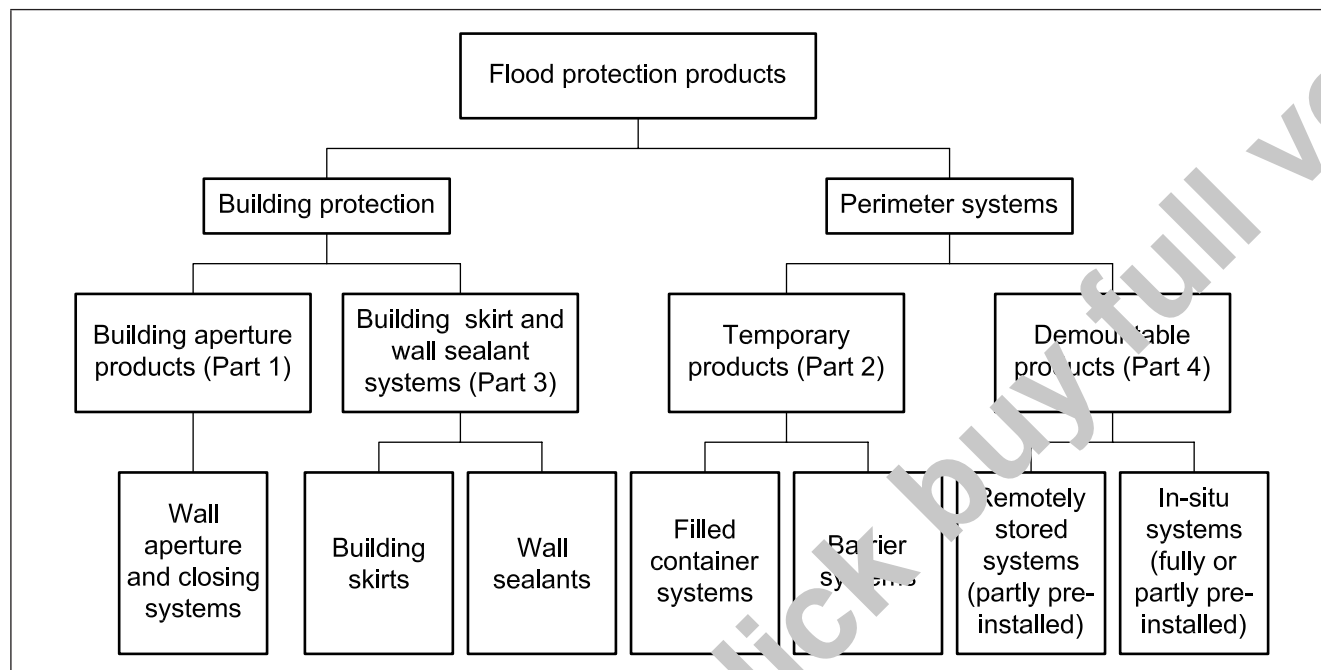 Flood protection products
Building protection
Perimeter systems
Building aperture
products (Part 1)
Building skirt and
wall sealant
systems (Part 3)
Temporary
products (Part 2)
Demountable
products (Part 4)
Wall
aperture
and closing
systems
Building
skirts
Wall
sealants
Filled
container
systems
Barrier
systems
Remotely
stored
systems
(partly pre-
installed)
In-situ
systems
(fully or
partly pre-
installed)
buy full